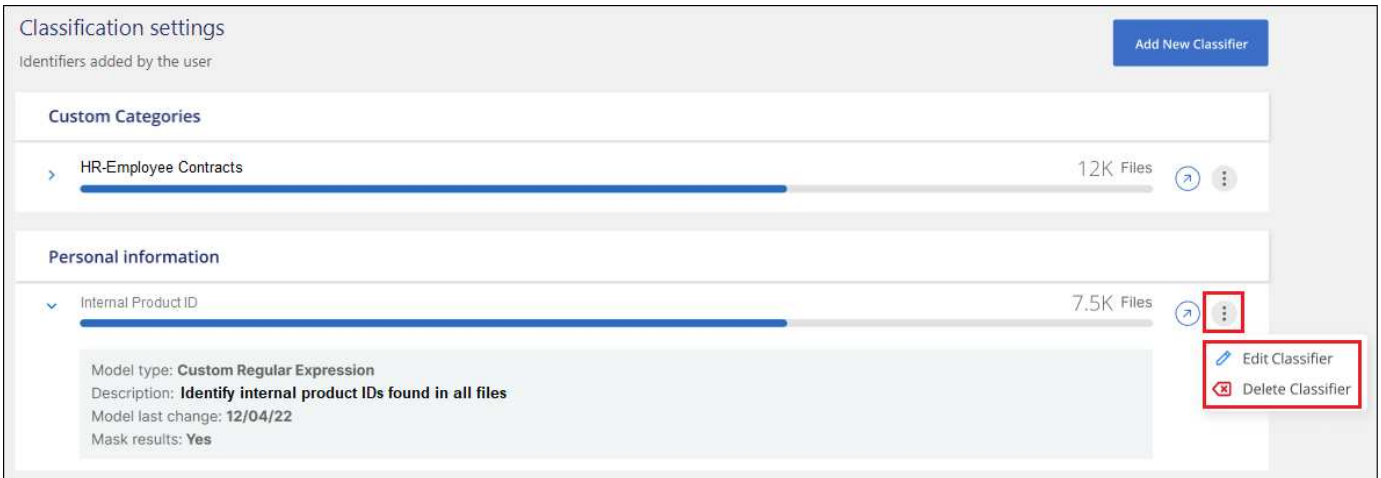 Classification settings
Identifiers added by the user
Add New Classifier
Custom Categories
HR-Employee Contracts
12K Files
Personal information
Internal Product ID
7.5K Files
Edit Classifier
Delete Classifier
Model type: Custom Regular Expression
Description: Identify internal product IDs found in all files
Model last change: 12/04/22
Mask results: Yes